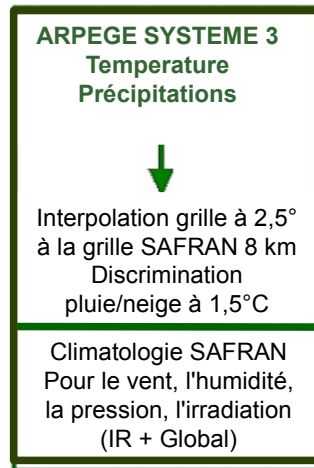 ARPEGE SYSTEME 3
Temperature
Précipitations
Interpolation grille à 2,5°
à la grille SAFRAN 8 km
Discrimination
pluie/neige à 1,5°C
Climatologie SAFRAN
Pour le vent, l'humidité,
la pression, l'irradiation
(IR + Global)